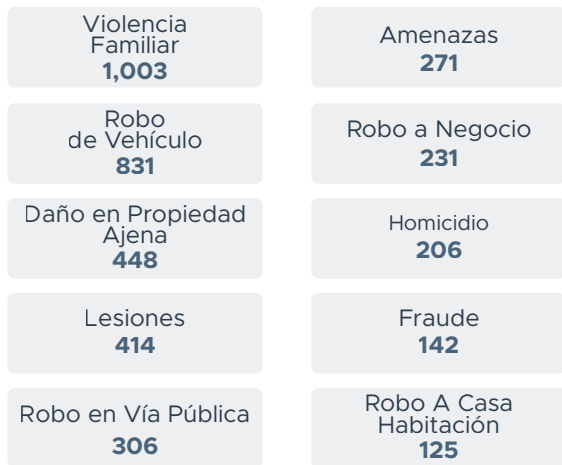 Violencia
Familiar
1,003
Robo
de Vehículo
831
Daño en Propiedad
Ajena
448
Lesiones
414
Robo en Vía Pública
306
Amenazas
271
Robo a Negocio
231
Homicidio
206
Fraude
142
Robo A Casa
Habitación
125